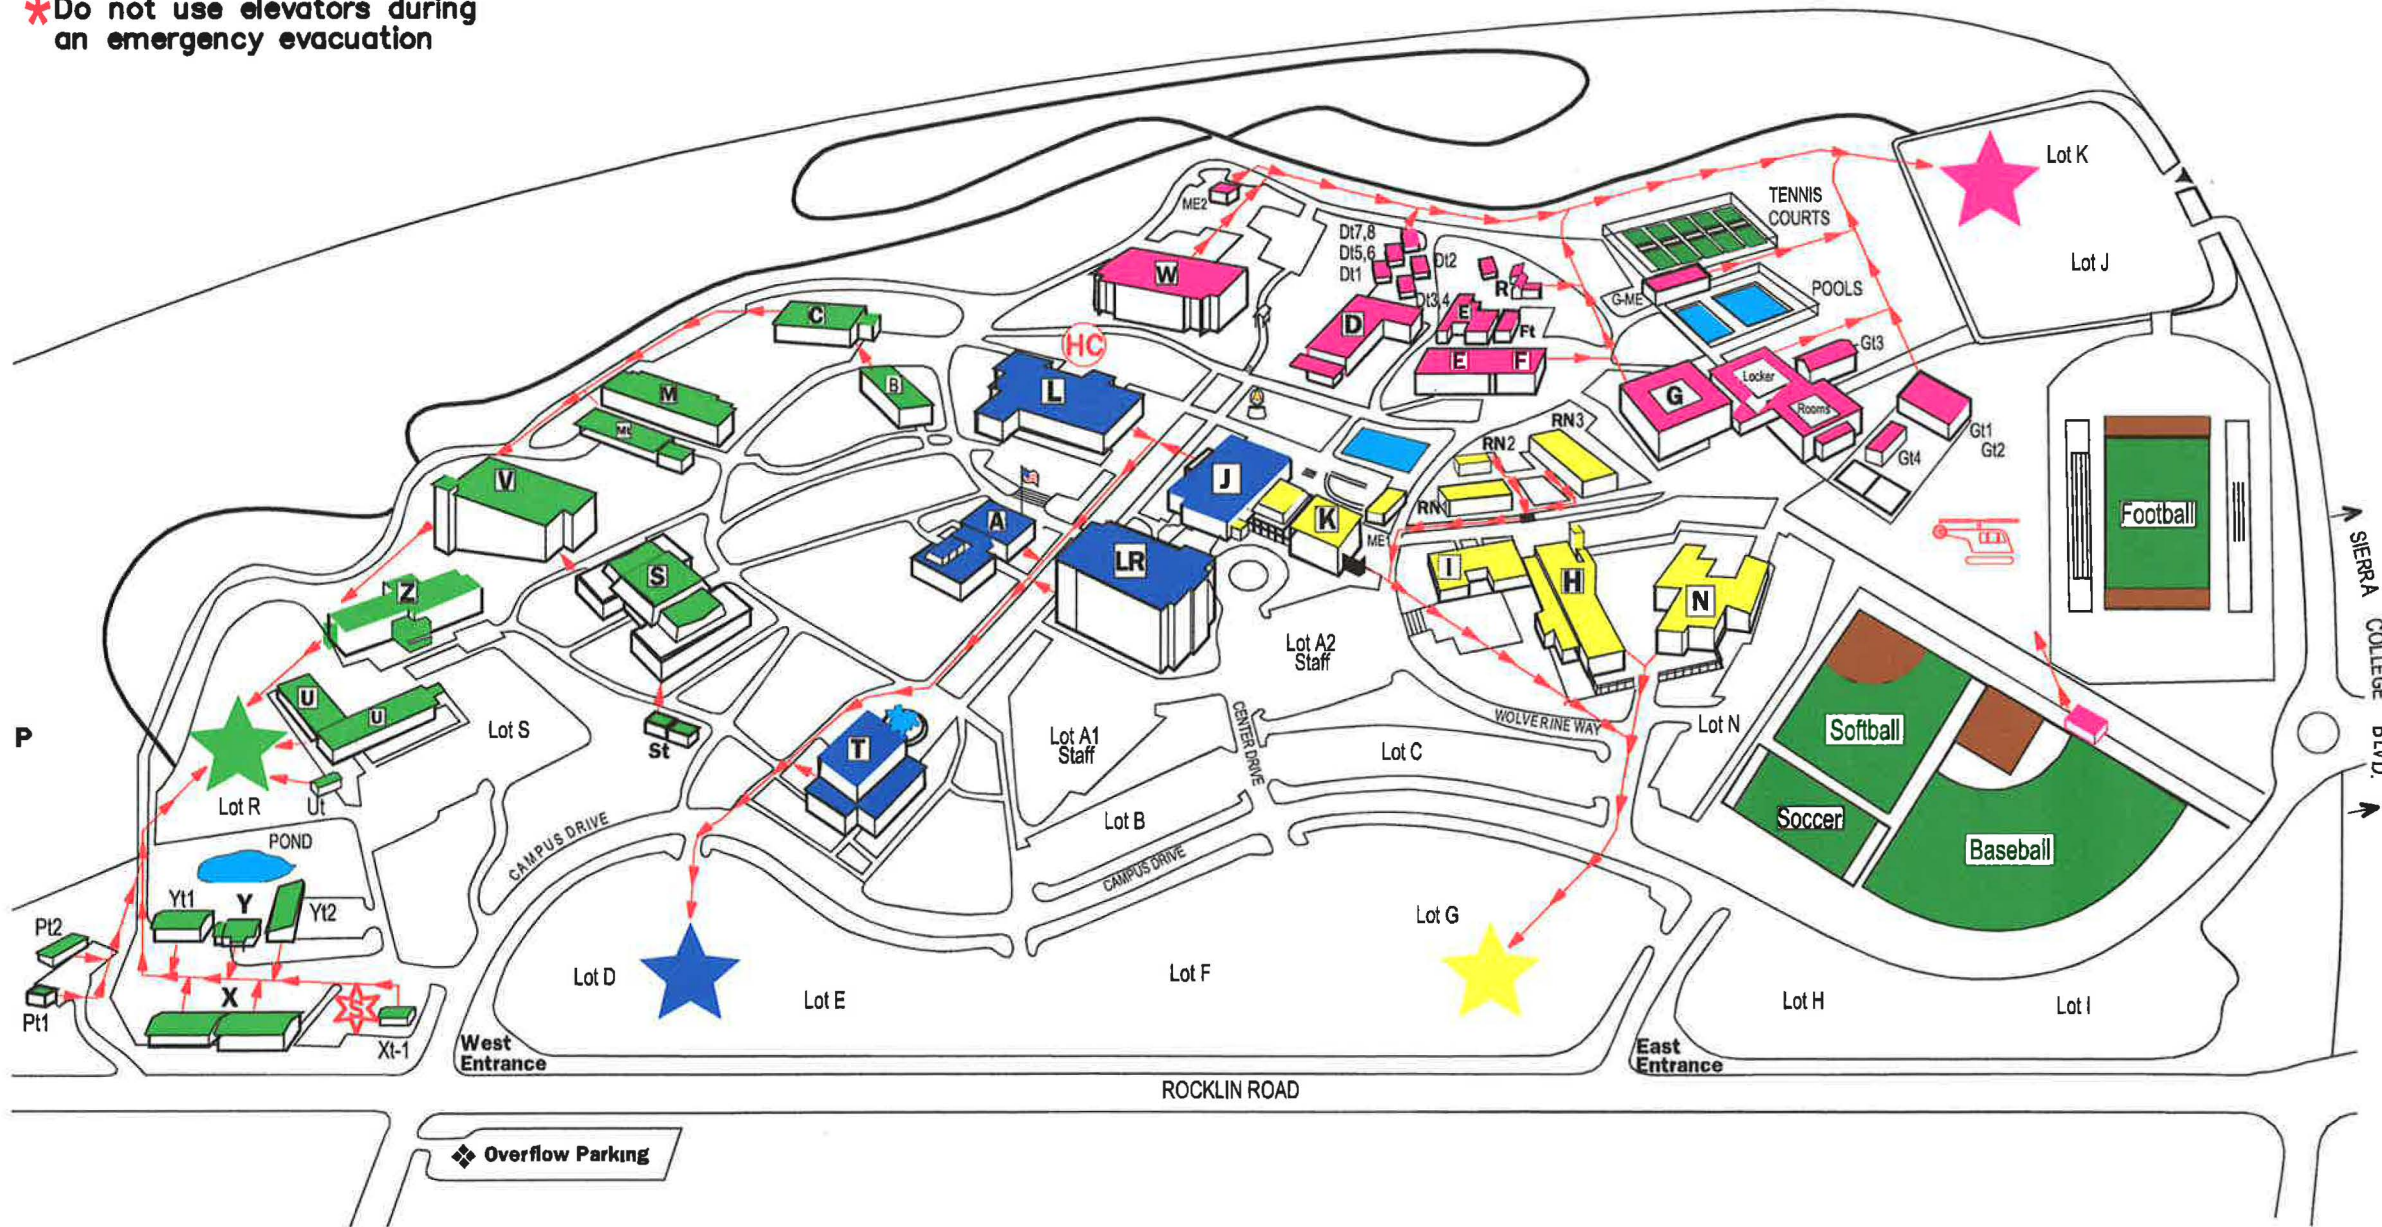 *Do not use elevators during
an emergency evacuation
Lot K
TENNIS
COURTS
ME2
Dt7,8
Dt5,6
Dt1
Dt2
Dt3,4
W
R
G-ME
POOLS
Lot J
C
D
E
Ft
HC
E
F
Gt3
M
B
L
G
Locker
Rooms
Mt
RN3
RN2
Gt1
Gt2
Gt4
V
J
RN
K
A
ME
Football
SIERRA COLLEGE BLVD.
LR
I
H
S
Z
N
Lot A2
Staff
U
U
Lot S
P
St
T
Lot A1
Staff
CENTER DRIVE
WOLVERINE WAY
Lot C
Lot N
Softball
Lot R
Ut
Lot B
Soccer
POND
CAMPUS DRIVE
CAMPUS DRIVE
Baseball
Yt1
Y
Yt2
Pt2
Lot G
Lot D
Lot E
Lot F
X
S
Pt1
Xt-1
Lot H
Lot I
West
Entrance
East
Entrance
ROCKLIN ROAD
Overflow Parking